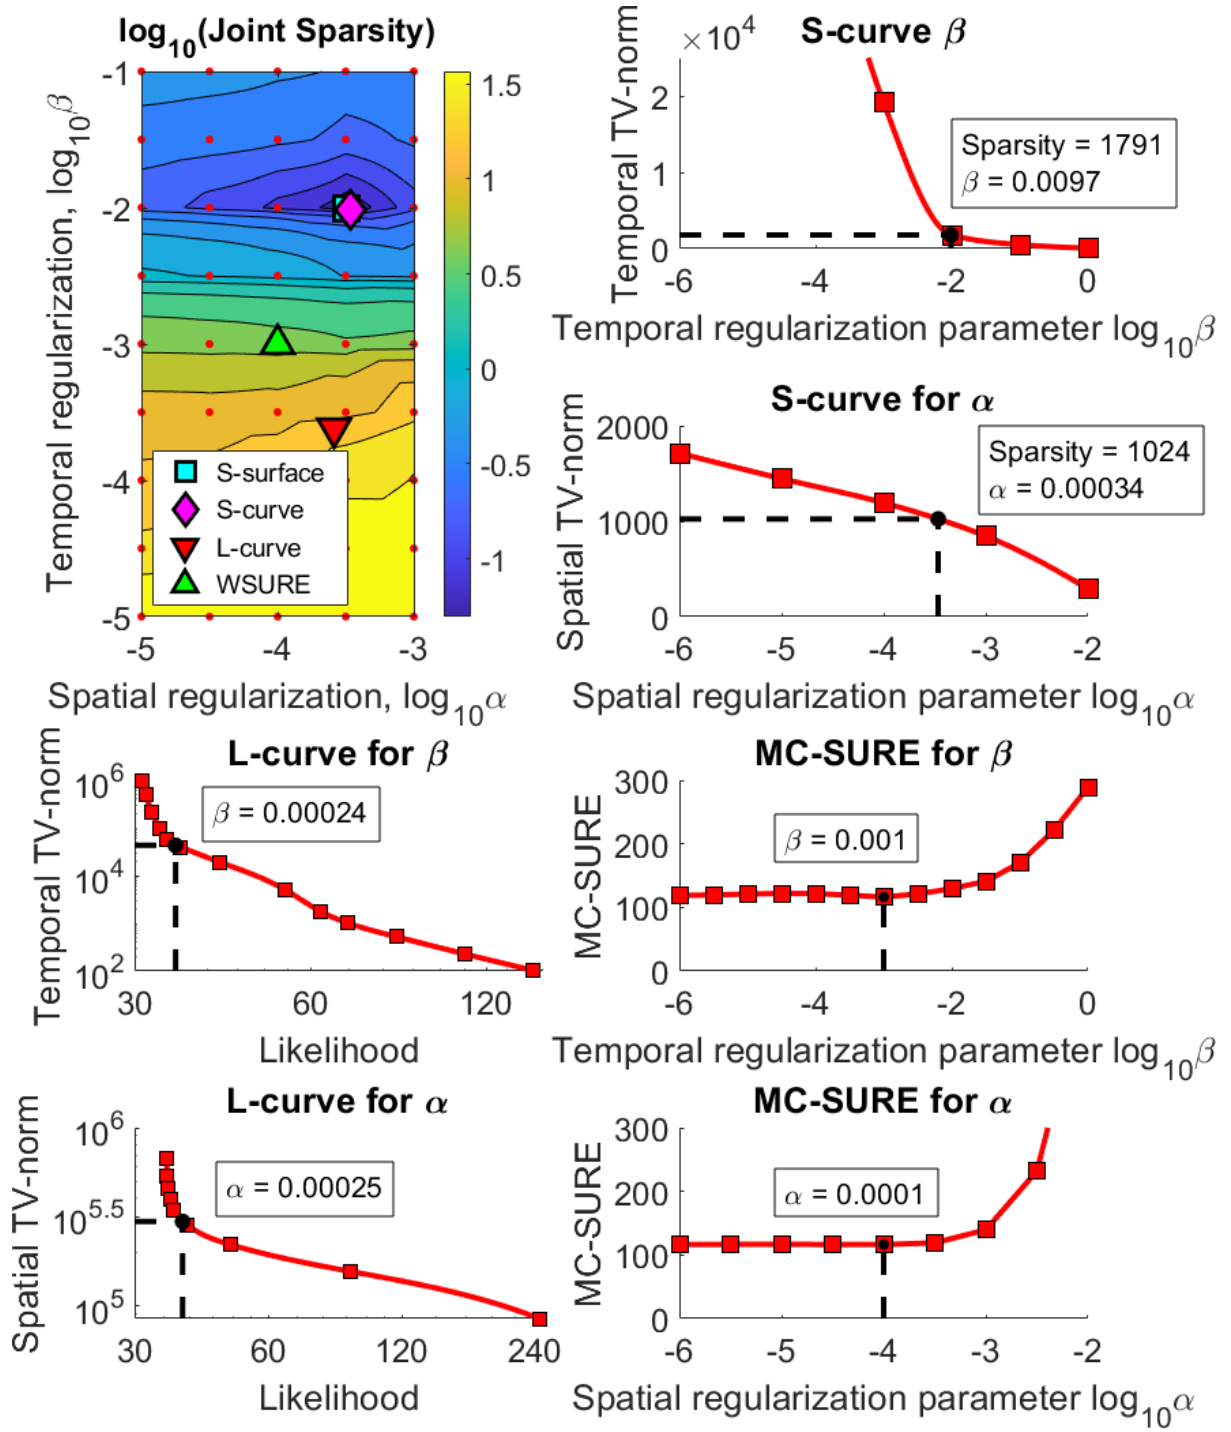 log10(Joint Sparsity)
Temporal regularization, log10β
-1
-2
-3
-4
-5
-5 -4 -3
Spatial regularization, log10α
1.5
1
0.5
0
-0.5
-1
S-surface
S-curve
L-curve
WSURE
×10^4 S-curve β
Temporal TV-norm
2
1
0
-6 -4 -2 0
Sparsity = 1791
β = 0.0097
Temporal regularization parameter log10β
S-curve for α
Spatial TV-norm
2000
1000
0
-6 -5 -4 -3 -2
Sparsity = 1024
α = 0.00034
Spatial regularization parameter log10α
L-curve for β
Temporal TV-norm
10^6
10^4
10^2
30 60 120
β = 0.00024
Likelihood
MC-SURE for β
MC-SURE
300
200
100
0
-6 -4 -2 0
β = 0.001
Temporal regularization parameter log10β
L-curve for α
Spatial TV-norm
10^6
10^5.5
10^5
30 60 120 240
α = 0.00025
Likelihood
MC-SURE for α
MC-SURE
300
200
100
0
-6 -5 -4 -3 -2
α = 0.0001
Spatial regularization parameter log10α